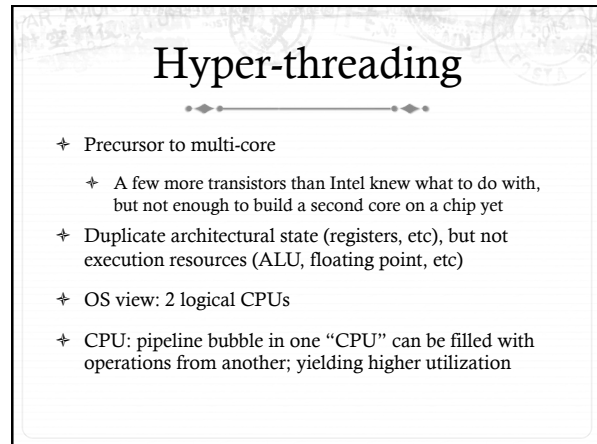 Hyper-threading
Precursor to multi-core
A few more transistors than Intel knew what to do with,
but not enough to build a second core on a chip yet
Duplicate architectural state (registers, etc), but not
execution resources (ALU, floating point, etc)
OS view: 2 logical CPUs
CPU: pipeline bubble in one “CPU” can be filled with
operations from another; yielding higher utilization